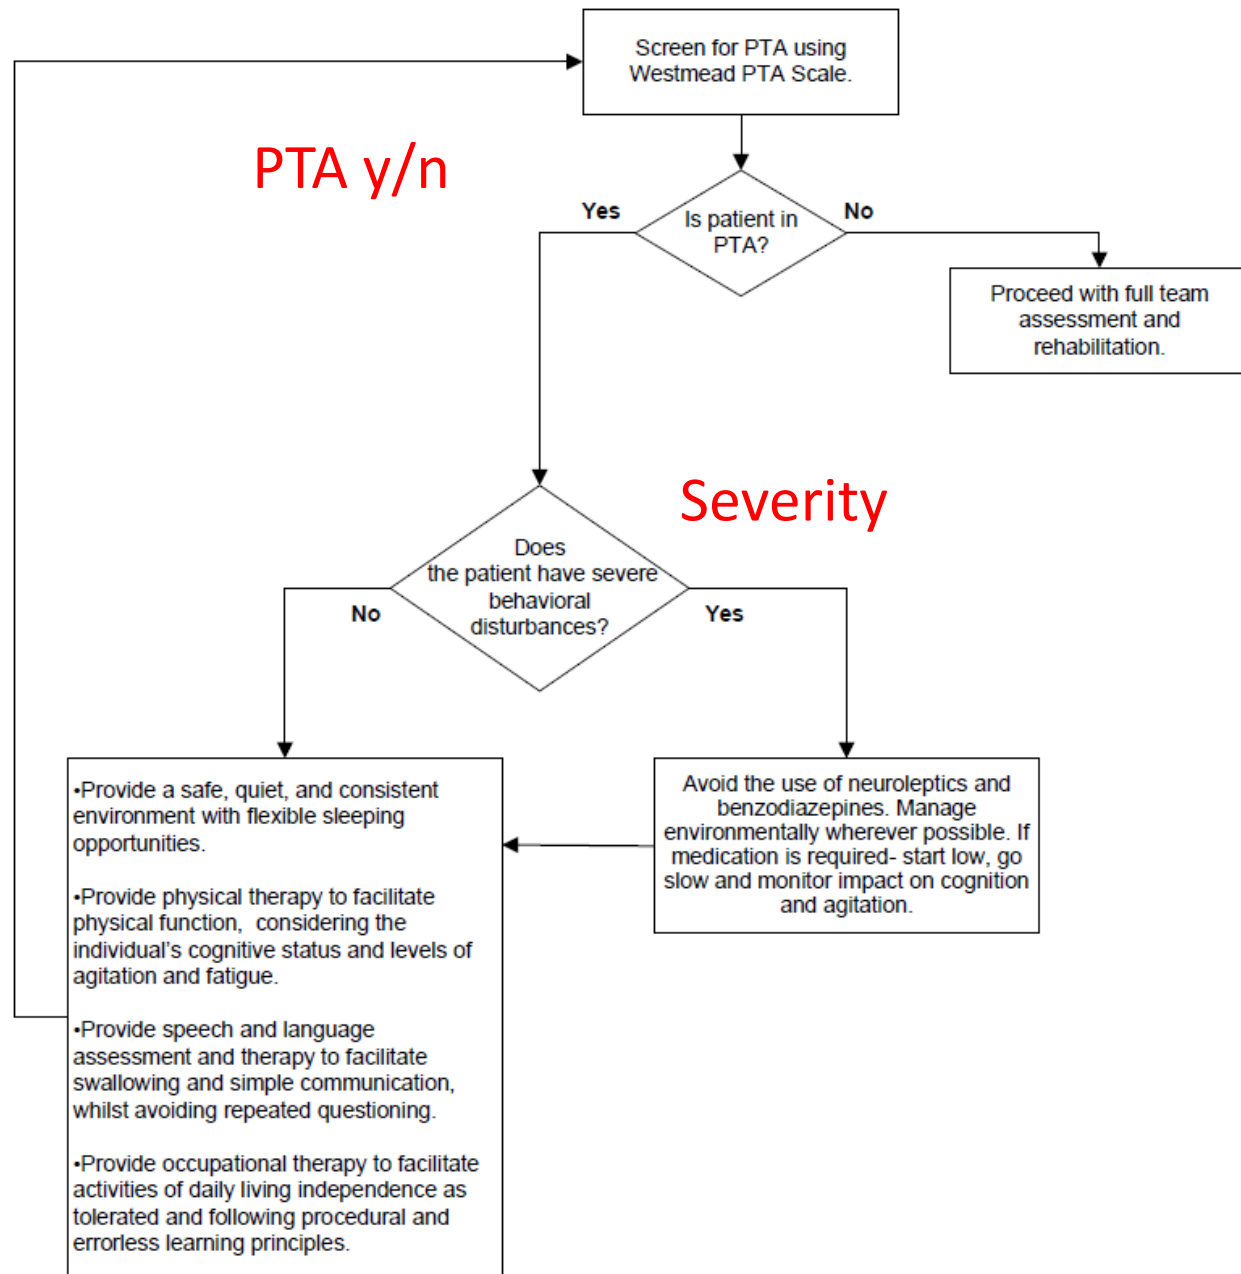 Screen for PTA using
Westmead PTA Scale.
PTA y/n
Yes
Is patient in
PTA?
No
Proceed with full team
assessment and
rehabilitation.
Severity
Does
the patient have severe
behavioral
disturbances?
No
Yes
•Provide a safe, quiet, and consistent
environment with flexible sleeping
opportunities.
•Provide physical therapy to facilitate
physical function, considering the
individual's cognitive status and levels of
agitation and fatigue.
•Provide speech and language
assessment and therapy to facilitate
swallowing and simple communication,
whilst avoiding repeated questioning.
•Provide occupational therapy to facilitate
activities of daily living independence as
tolerated and following procedural and
errorless learning principles.
Avoid the use of neuroleptics and
benzodiazepines. Manage
environmentally wherever possible. If
medication is required- start low, go
slow and monitor impact on cognition
and agitation.